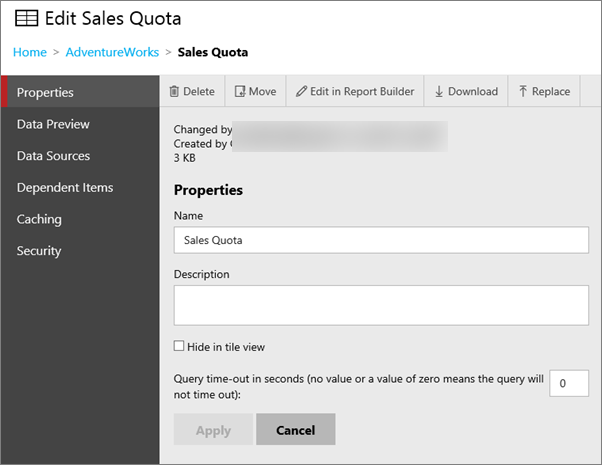 Edit Sales Quota
Home > AdventureWorks > Sales Quota
Properties
Data Preview
Data Sources
Dependent Items
Caching
Security
Delete
Move
Edit in Report Builder
Download
Replace
Changed by
Created by
3 KB
Properties
Name
Sales Quota
Description
Hide in tile view
Query time-out in seconds (no value or a value of zero means the query will
not time out):
0
Apply
Cancel